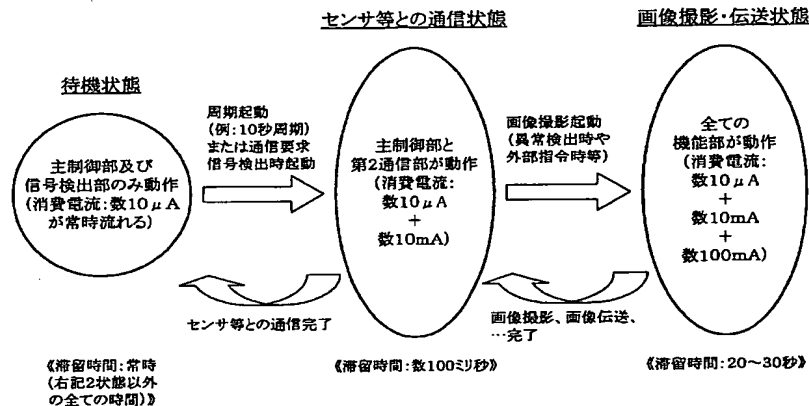 センサ等との通信状態
画像撮影・伝送状態
待機状態
主制御部及び
信号検出部のみ動作
(消費電流:数10μA
が常時流れる)
周期起動
(例:10秒周期)
または通信要求
信号検出時起動
主制御部と
第2通信部が動作
(消費電流:
数10μA
+
数10mA)
画像撮影起動
(異常検出時や
外部指令時等)
全ての
機能部が動作
(消費電流:
数10μA
+
数10mA
+
数100mA)
センサ等との通信完了
画像撮影、画像伝送、
…完了
《滞留時間:常時
(右記2状態以外
の全ての時間)》
《滞留時間:数100ミリ秒》
《滞留時間:20～30秒》